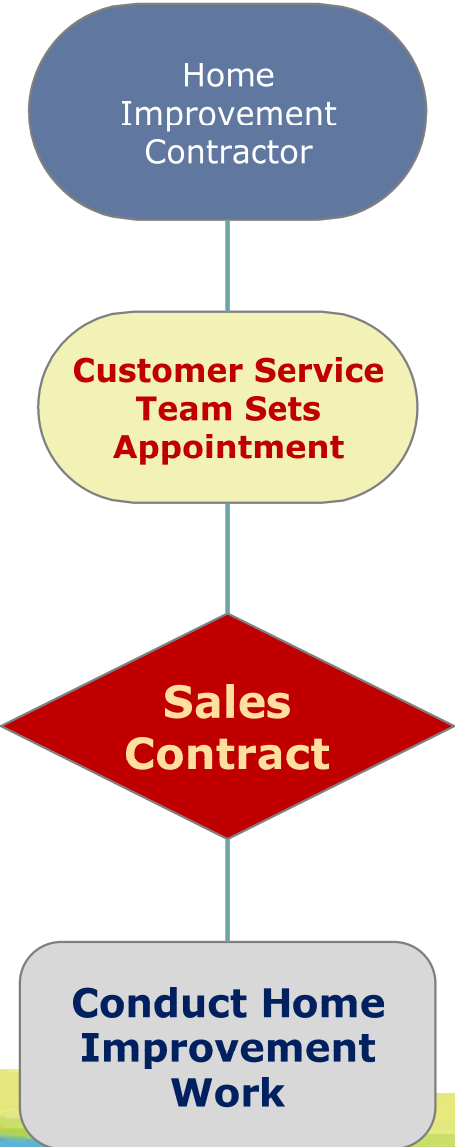 Home
Improvement
Contractor
Customer Service
Team Sets
Appointment
Sales
Contract
Conduct Home
Improvement
Work